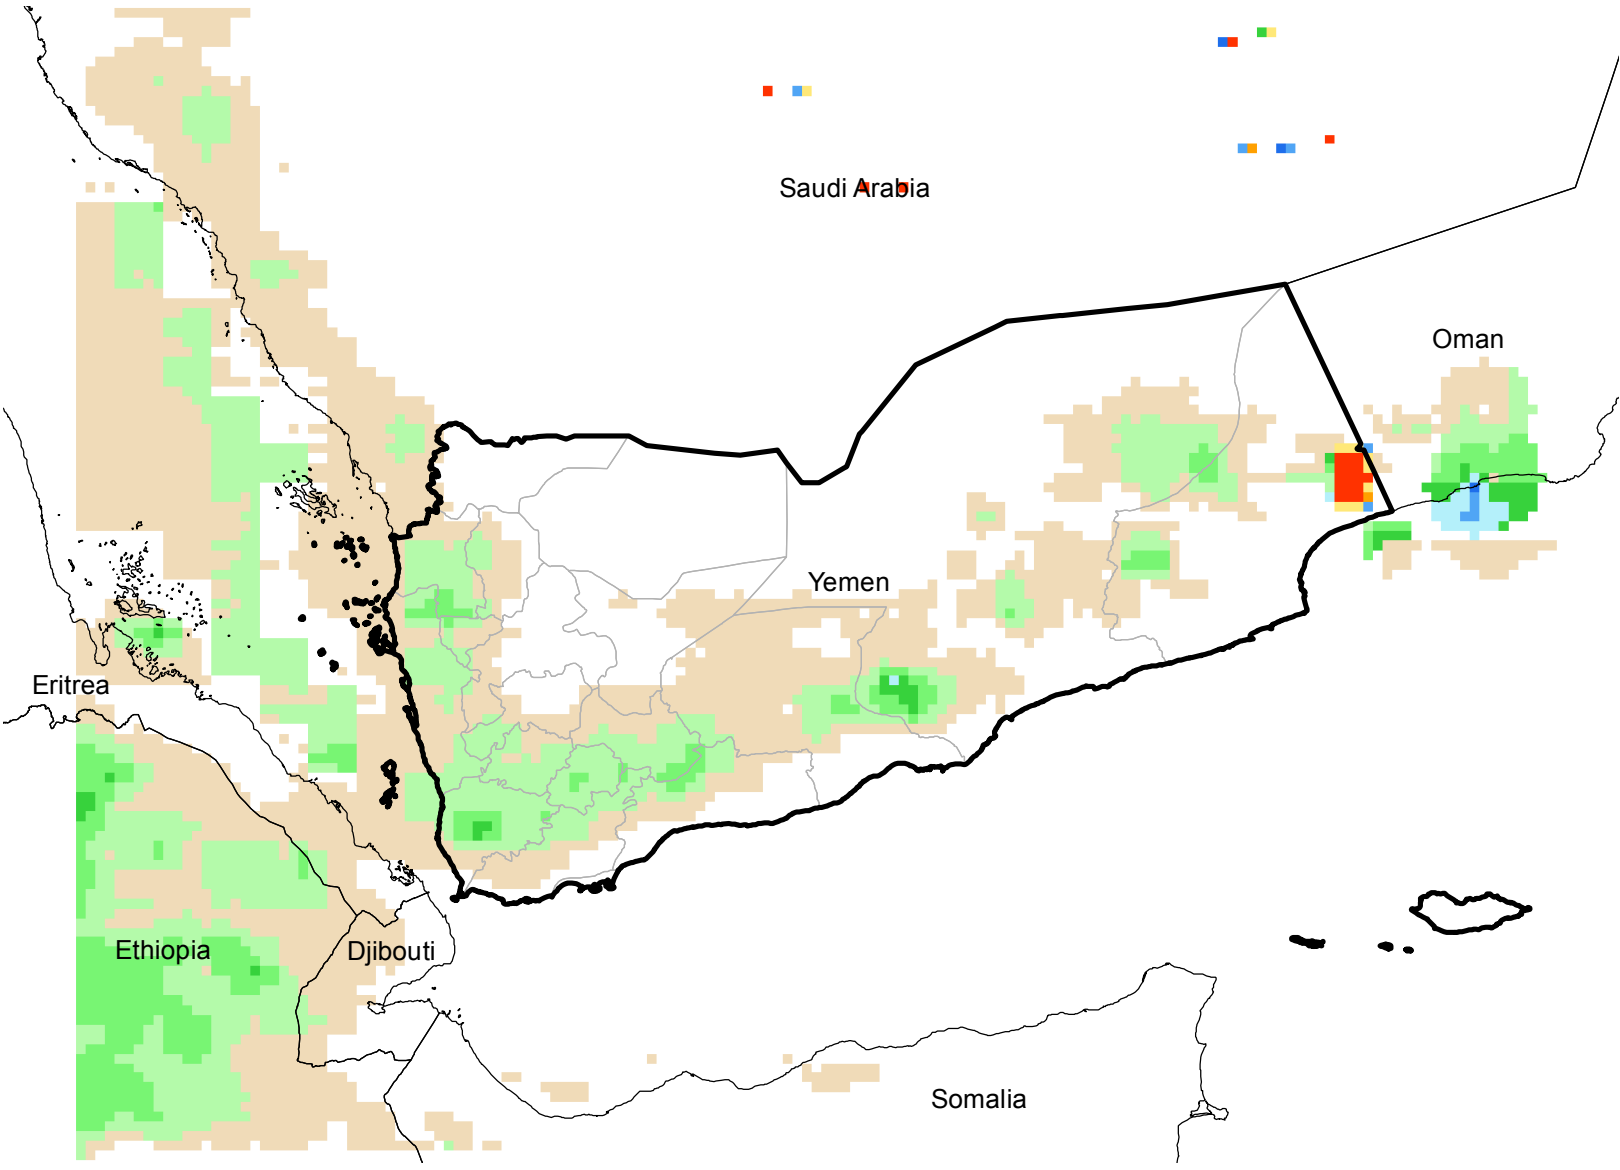 Saudi Arabia
Oman
Yemen
Eritrea
Ethiopia
Djibouti
Somalia